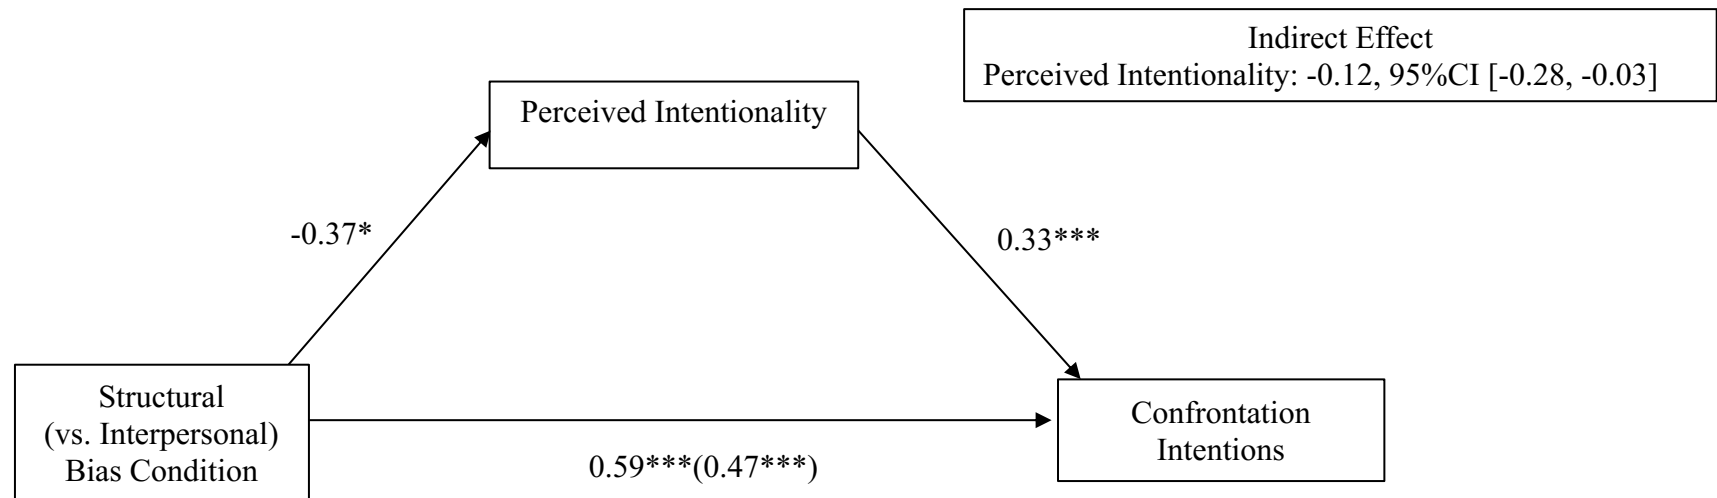 Indirect Effect
Perceived Intentionality: -0.12, 95%CI [-0.28, -0.03]
Perceived Intentionality
-0.37*
0.33***
Structural
(vs. Interpersonal)
Bias Condition
Confrontation
Intentions
0.59***(0.47***)